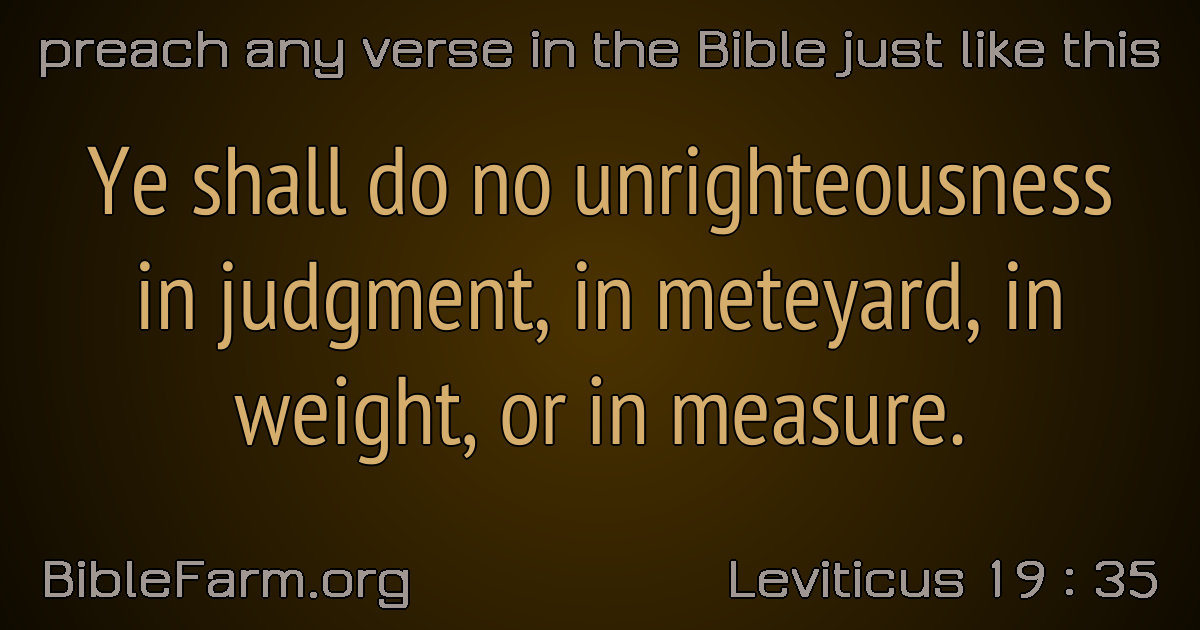 preach any verse in the Bible just like this
Ye shall do no unrighteousness
in judgment, in meteyard, in
weight, or in measure.
BibleFarm.org
Leviticus 19 : 35